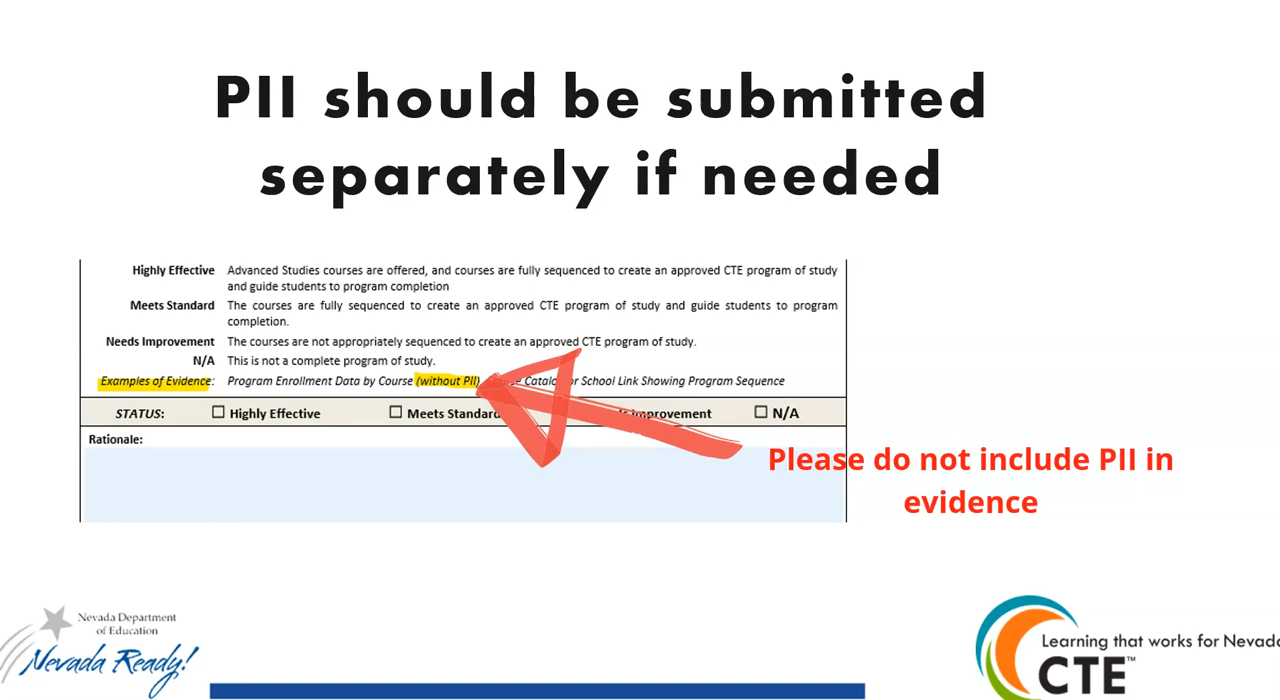 PII should be submitted
separately if needed
Highly Effective Advanced Studies courses are offered, and courses are fully sequenced to create an approved CTE program of study
and guide students to program completion
Meets Standard The courses are fully sequenced to create an approved CTE program of study and guide students to program
completion.
Needs Improvement The courses are not appropriately sequenced to create an approved CTE program of study.
N/A This is not a complete program of study.
Examples of Evidence: Program Enrollment Data by Course (without PII) or School Link Showing Program Sequence
STATUS: ☐ Highly Effective ☐ Meets Standard Improvement ☐ N/A
Rationale:
Please do not include PII in
evidence
Nevada Department
of Education
Nevada Ready!
Learning that works for Nevada
CTE™